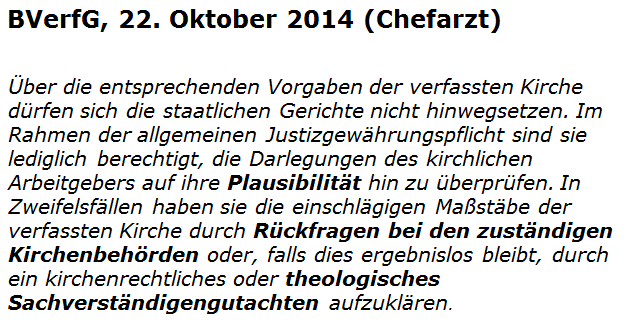 BVerfG, 22. Oktober 2014 (Chefarzt)
Über die entsprechenden Vorgaben der verfassten Kirche
dürfen sich die staatlichen Gerichte nicht hinwegsetzen. Im
Rahmen der allgemeinen Justizgewährungspflicht sind sie
lediglich berechtigt, die Darlegungen des kirchlichen
Arbeitgebers auf ihre Plausibilität hin zu überprüfen. In
Zweifelsfällen haben sie die einschlägigen Maßstäbe der
verfassten Kirche durch Rückfragen bei den zuständigen
Kirchenbehörden oder, falls dies ergebnislos bleibt, durch
ein kirchenrechtliches oder theologisches
Sachverständigengutachten aufzuklären.